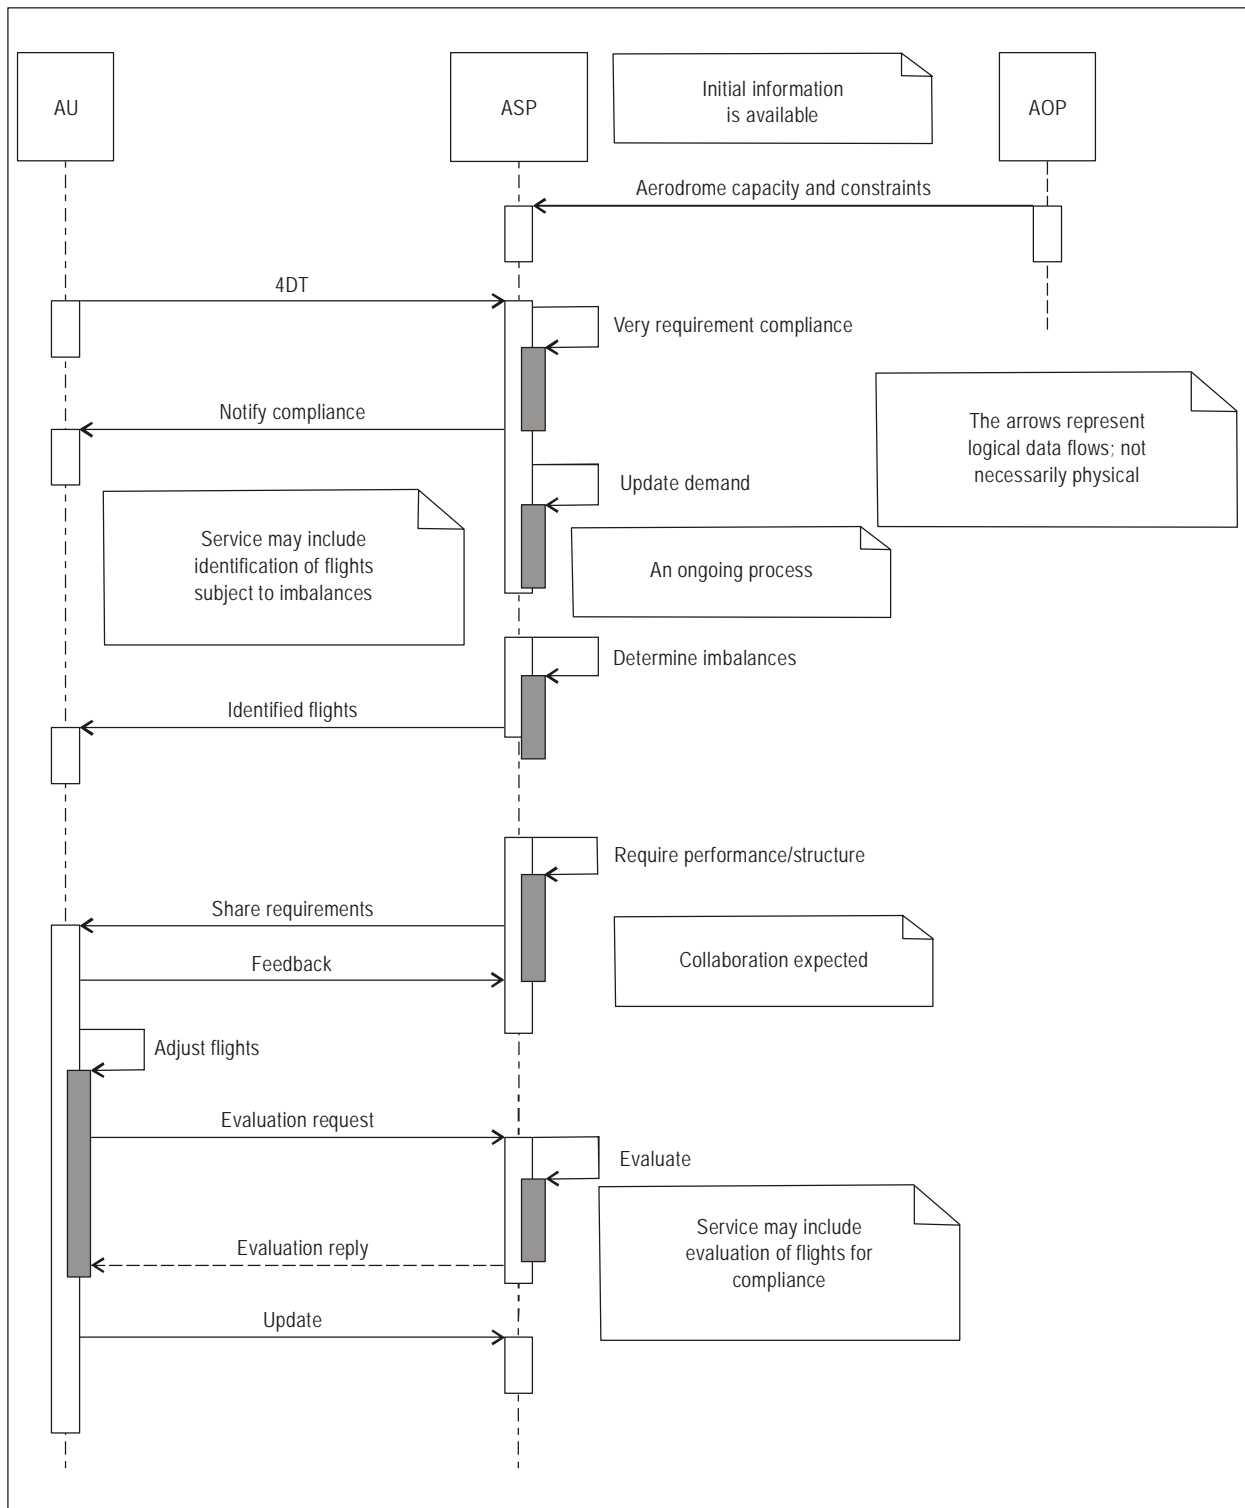 AU
ASP
Initial information
is available
AOP
Aerodrome capacity and constraints
4DT
Very requirement compliance
Notify compliance
The arrows represent
logical data flows; not
necessarily physical
Update demand
Service may include
identification of flights
subject to imbalances
An ongoing process
Determine imbalances
Identified flights
Require performance/structure
Share requirements
Collaboration expected
Feedback
Adjust flights
Evaluation request
Evaluate
Service may include
evaluation of flights for
compliance
Evaluation reply
Update